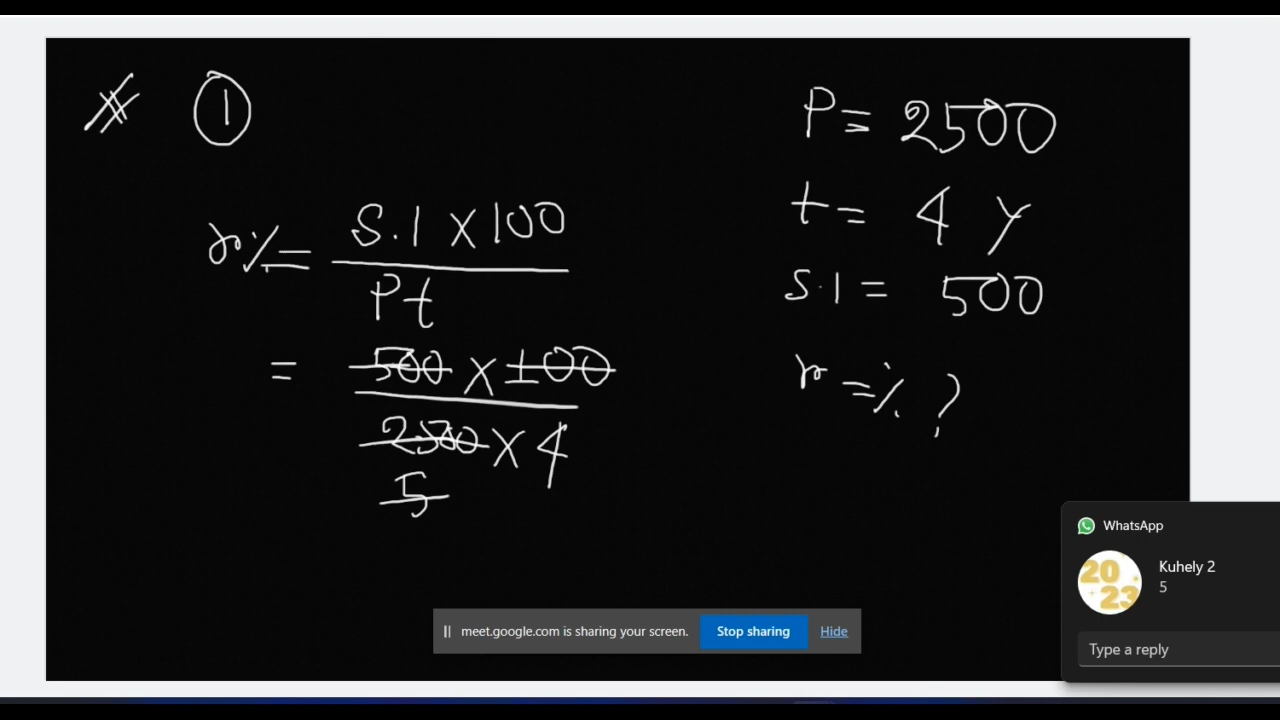 ①
r% = S.I × 100
Pt
= 500 × 100
2500 × 4
5
P = 2500
t = 4 y
S.I = 500
r = % ?
WhatsApp
2023
Kuhely 2
5
Type a reply
meet.google.com is sharing your screen. Stop sharing Hide